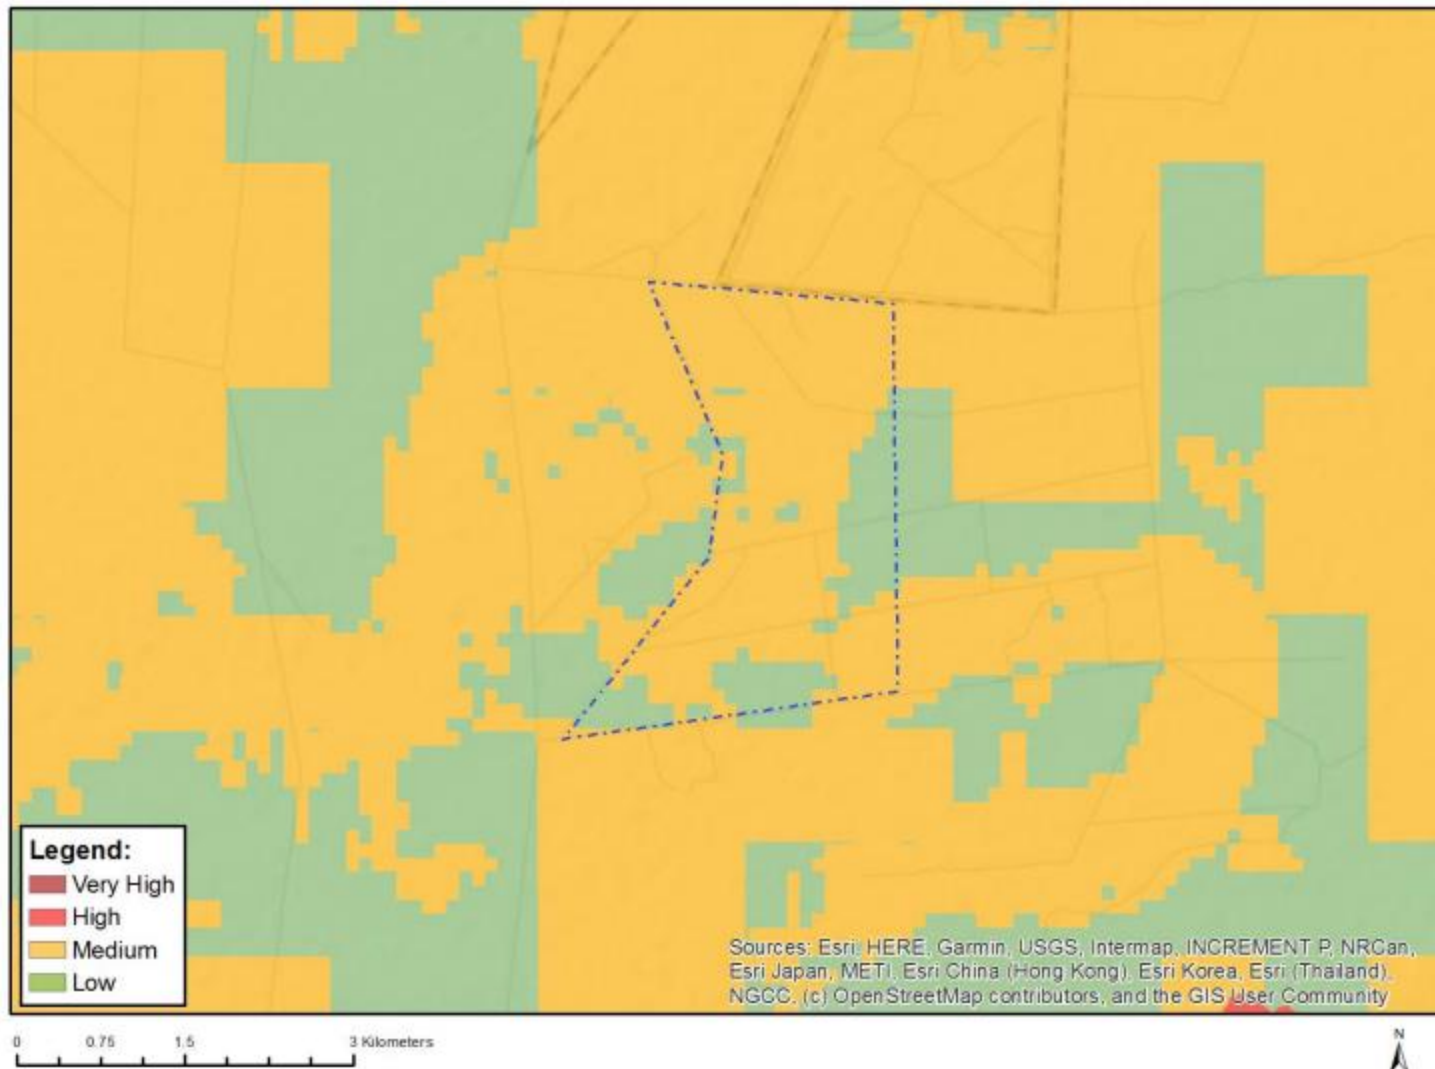 Legend:
Very High
High
Medium
Low
Sources: Esri, HERE, Garmin, USGS, Intermap, INCREMENT P, NRCan,
Esri Japan, METI, Esri China (Hong Kong), Esri Korea, Esri (Thailand),
NGCC, (c) OpenStreetMap contributors, and the GIS User Community
0 0.75 1.5 3 Kilometers
N